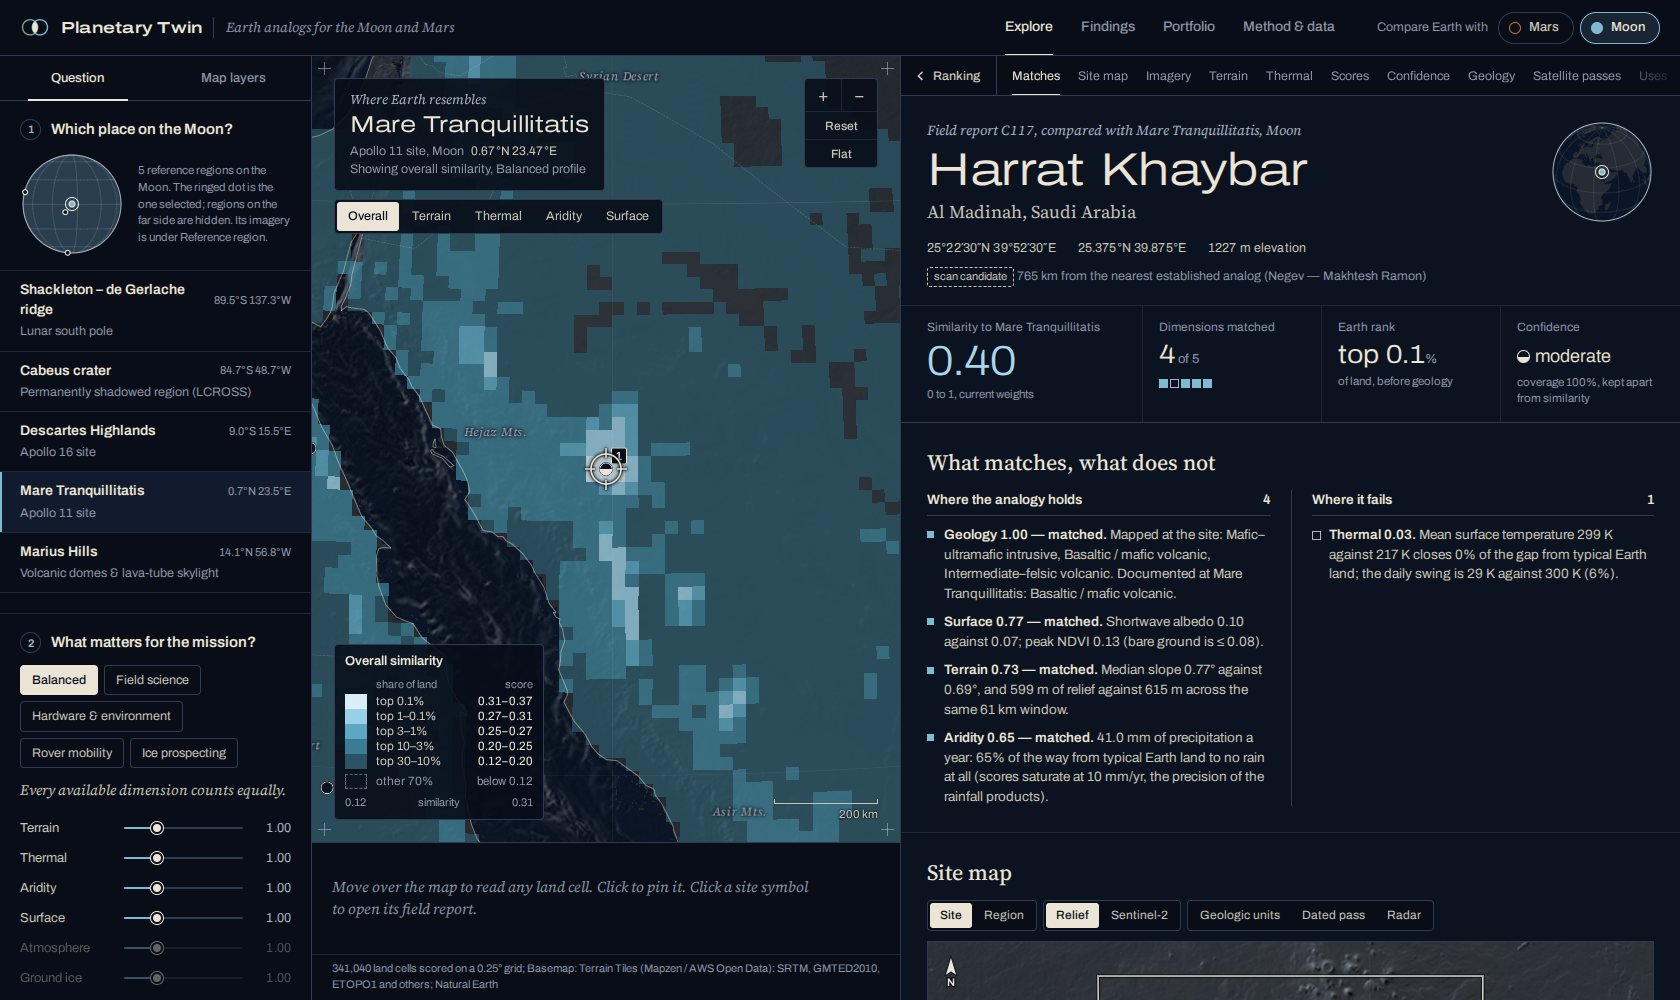 Planetary Twin
Earth analogs for the Moon and Mars
Explore
Findings
Portfolio
Method & data
Compare Earth with
Mars
Moon
Question
Map layers
1
Which place on the Moon?
5 reference regions on the
Moon. The ringed dot is the
one selected; regions on the
far side are hidden. Its imagery
is under Reference region.
Shackleton – de Gerlache
ridge
89.5°S 137.3°W
Lunar south pole
Cabeus crater
84.7°S 48.7°W
Permanently shadowed region (LCROSS)
Descartes Highlands
9.0°S 15.5°E
Apollo 16 site
Mare Tranquillitatis
0.7°N 23.5°E
Apollo 11 site
Marius Hills
14.1°N 56.8°W
Volcanic domes & lava-tube skylight
2
What matters for the mission?
Balanced
Field science
Hardware & environment
Rover mobility
Ice prospecting
Every available dimension counts equally.
Terrain
1.00
Thermal
1.00
Aridity
1.00
Surface
1.00
Atmosphere
1.00
Ground ice
1.00
Syrian Desert
Where Earth resembles
Mare Tranquillitatis
Apollo 11 site, Moon 0.67°N 23.47°E
Showing overall similarity, Balanced profile
+
−
Reset
Flat
Overall
Terrain
Thermal
Aridity
Surface
Hejaz Mts.
1
Overall similarity
share of land
score
top 0.1%
0.31–0.37
top 1–0.1%
0.27–0.31
top 3–1%
0.25–0.27
top 10–3%
0.20–0.25
top 30–10%
0.12–0.20
other 70%
below 0.12
0.12
similarity
0.31
Asir Mts.
200 km
Move over the map to read any land cell. Click to pin it. Click a site symbol
to open its field report.
341,040 land cells scored on a 0.25° grid; Basemap: Terrain Tiles (Mapzen / AWS Open Data): SRTM, GMTED2010,
ETOPO1 and others; Natural Earth
Ranking
Matches
Site map
Imagery
Terrain
Thermal
Scores
Confidence
Geology
Satellite passes
Uses
Field report C117, compared with Mare Tranquillitatis, Moon
Harrat Khaybar
Al Madinah, Saudi Arabia
25°22′30″N 39°52′30″E
25.375°N 39.875°E
1227 m elevation
scan candidate
765 km from the nearest established analog (Negev — Makhtesh Ramon)
Similarity to Mare Tranquillitatis
0.40
0 to 1, current weights
Dimensions matched
4 of 5
Earth rank
top 0.1%
of land, before geology
Confidence
moderate
coverage 100%, kept apart
from similarity
What matches, what does not
Where the analogy holds
4
Geology 1.00 — matched. Mapped at the site: Mafic–
ultramafic intrusive, Basaltic / mafic volcanic,
Intermediate–felsic volcanic. Documented at Mare
Tranquillitatis: Basaltic / mafic volcanic.
Surface 0.77 — matched. Shortwave albedo 0.10
against 0.07; peak NDVI 0.13 (bare ground is ≤ 0.08).
Terrain 0.73 — matched. Median slope 0.77° against
0.69°, and 599 m of relief against 615 m across the
same 61 km window.
Aridity 0.65 — matched. 41.0 mm of precipitation a
year: 65% of the way from typical Earth land to no rain
at all (scores saturate at 10 mm/yr, the precision of the
rainfall products).
Where it fails
1
Thermal 0.03. Mean surface temperature 299 K
against 217 K closes 0% of the gap from typical Earth
land; the daily swing is 29 K against 300 K (6%).
Site map
Site
Region
Relief
Sentinel-2
Geologic units
Dated pass
Radar
N